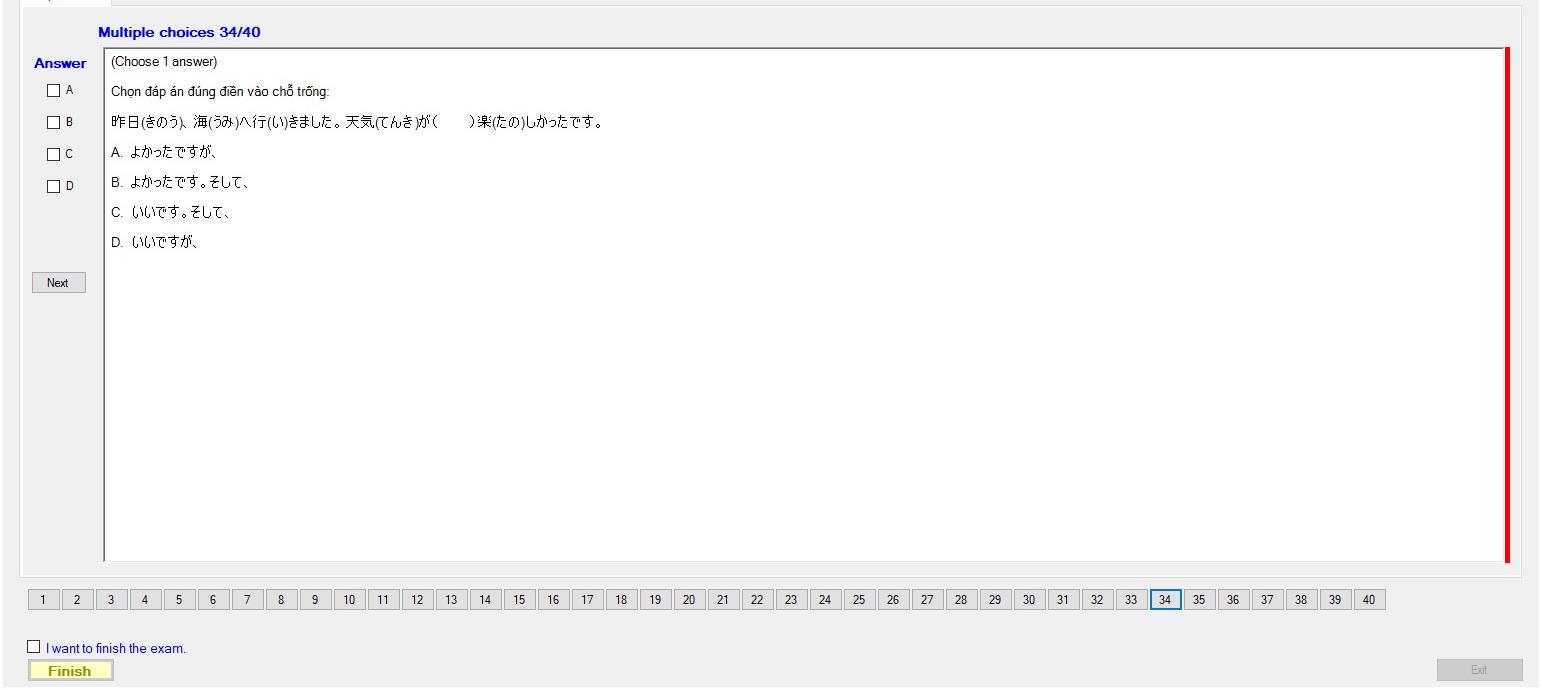 Multiple choices 34/40
Answer
A
B
C
D
Next
(Choose 1 answer)
Chọn đáp án đúng điền vào chỗ trống:
昨日(きのう)、海(うみ)へ行(い)きました。天気(てんき)が(　　)楽(たの)しかったです。
A. よかったですが、
B. よかったです。そして、
C. いいです。そして、
D. いいですが、
1 2 3 4 5 6 7 8 9 10 11 12 13 14 15 16 17 18 19 20 21 22 23 24 25 26 27 28 29 30 31 32 33 34 35 36 37 38 39 40
I want to finish the exam.
Finish
Exit